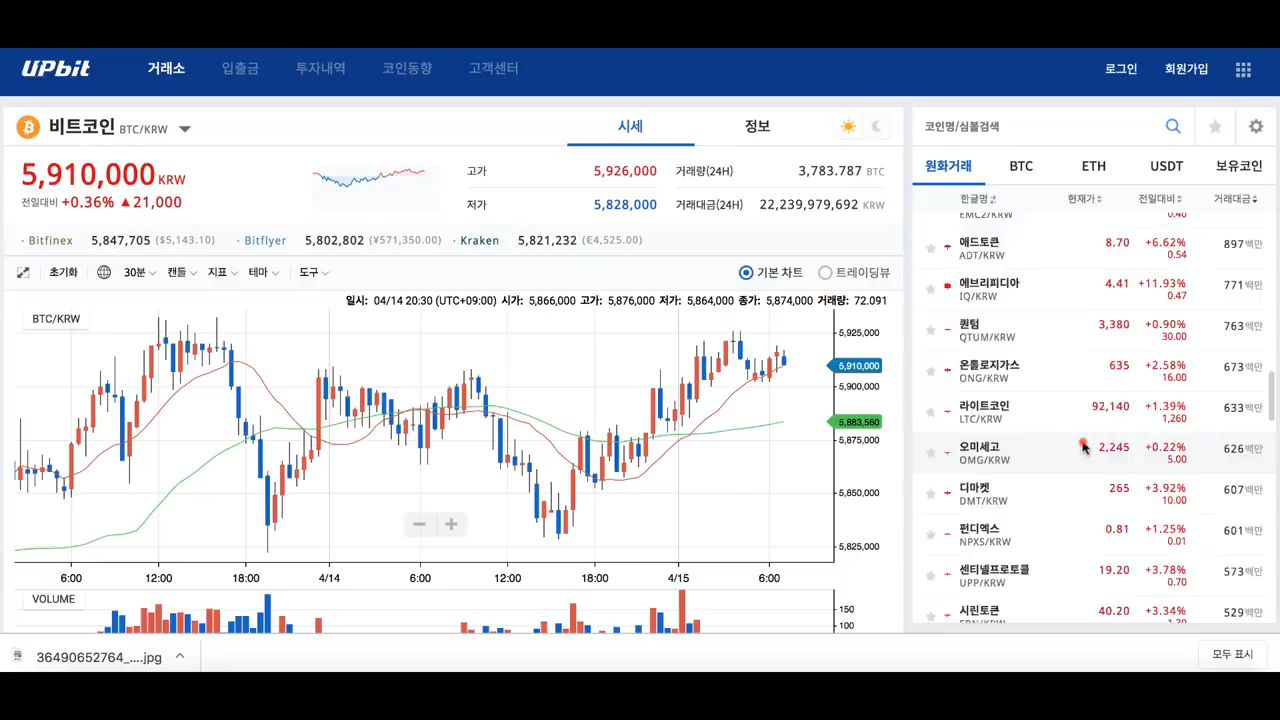 UPbit 거래소 입출금 투자내역 코인동향 고객센터 로그인 회원가입
비트코인 BTC/KRW 시세 정보
5,910,000 KRW
전일대비 +0.36% ▲ 21,000
고가 5,926,000 거래량(24H) 3,783.787 BTC
저가 5,828,000 거래대금(24H) 22,239,979,692 KRW
· Bitfinex 5,847,705 ($5,143.10) · Bitflyer 5,802,802 (¥571,350.00) · Kraken 5,821,232 (€4,525.00)
초기화 30분 캔들 지표 테마 도구 기본 차트 트레이딩뷰
일시: 04/14 20:30 (UTC+09:00) 시가: 5,866,000 고가: 5,876,000 저가: 5,864,000 종가: 5,874,000 거래량: 72.091
BTC/KRW
5,925,000
5,910,000
5,900,000
5,883,560
5,875,000
5,850,000
5,825,000
6:00 12:00 18:00 4/14 6:00 12:00 18:00 4/15 6:00
VOLUME
150
100
코인명/심볼검색
원화거래 BTC ETH USDT 보유코인
한글명 현재가 전일대비 거래대금
EMC2/KRW 0.40
애드토큰 8.70 +6.62% 897백만
ADT/KRW 0.54
에브리피디아 4.41 +11.93% 771백만
IQ/KRW 0.47
퀀텀 3,380 +0.90% 763백만
QTUM/KRW 30.00
온톨로지가스 635 +2.58% 673백만
ONG/KRW 16.00
라이트코인 92,140 +1.39% 633백만
LTC/KRW 1,260
오미세고 2,245 +0.22% 626백만
OMG/KRW 5.00
디마켓 265 +3.92% 607백만
DMT/KRW 10.00
펀디엑스 0.81 +1.25% 601백만
NPXS/KRW 0.01
센티넬프로토콜 19.20 +3.78% 573백만
UPP/KRW 0.70
시린토큰 40.20 +3.34% 529백만
36490652764_....jpg 모두 표시